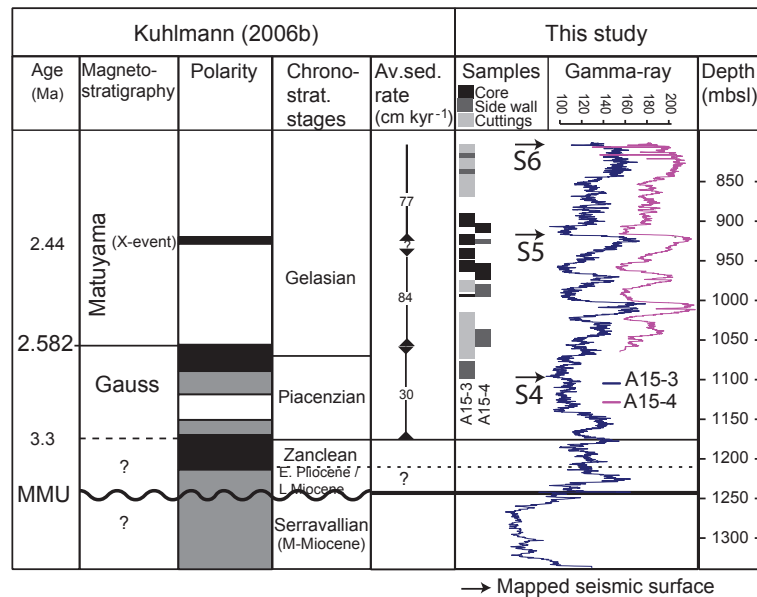 Kuhlmann (2006b)
This study
Age
(Ma)
Magneto-
stratigraphy
Polarity
Chrono-
strat.
stages
Av.sed.
rate
(cm kyr-1)
Samples
Core
Side wall
Cuttings
Gamma-ray
100
120
140
160
180
200
Depth
(mbsl)
2.44
2.582
3.3
MMU
Matuyama
(X-event)
Gauss
?
?
Gelasian
Piacenzian
Zanclean
E. Pliocene /
L Miocene
Serravallian
(M-Miocene)
77
?
84
30
?
A15-3
A15-4
S6
S5
S4
A15-3
A15-4
850
900
950
1000
1050
1100
1150
1200
1250
1300
Mapped seismic surface